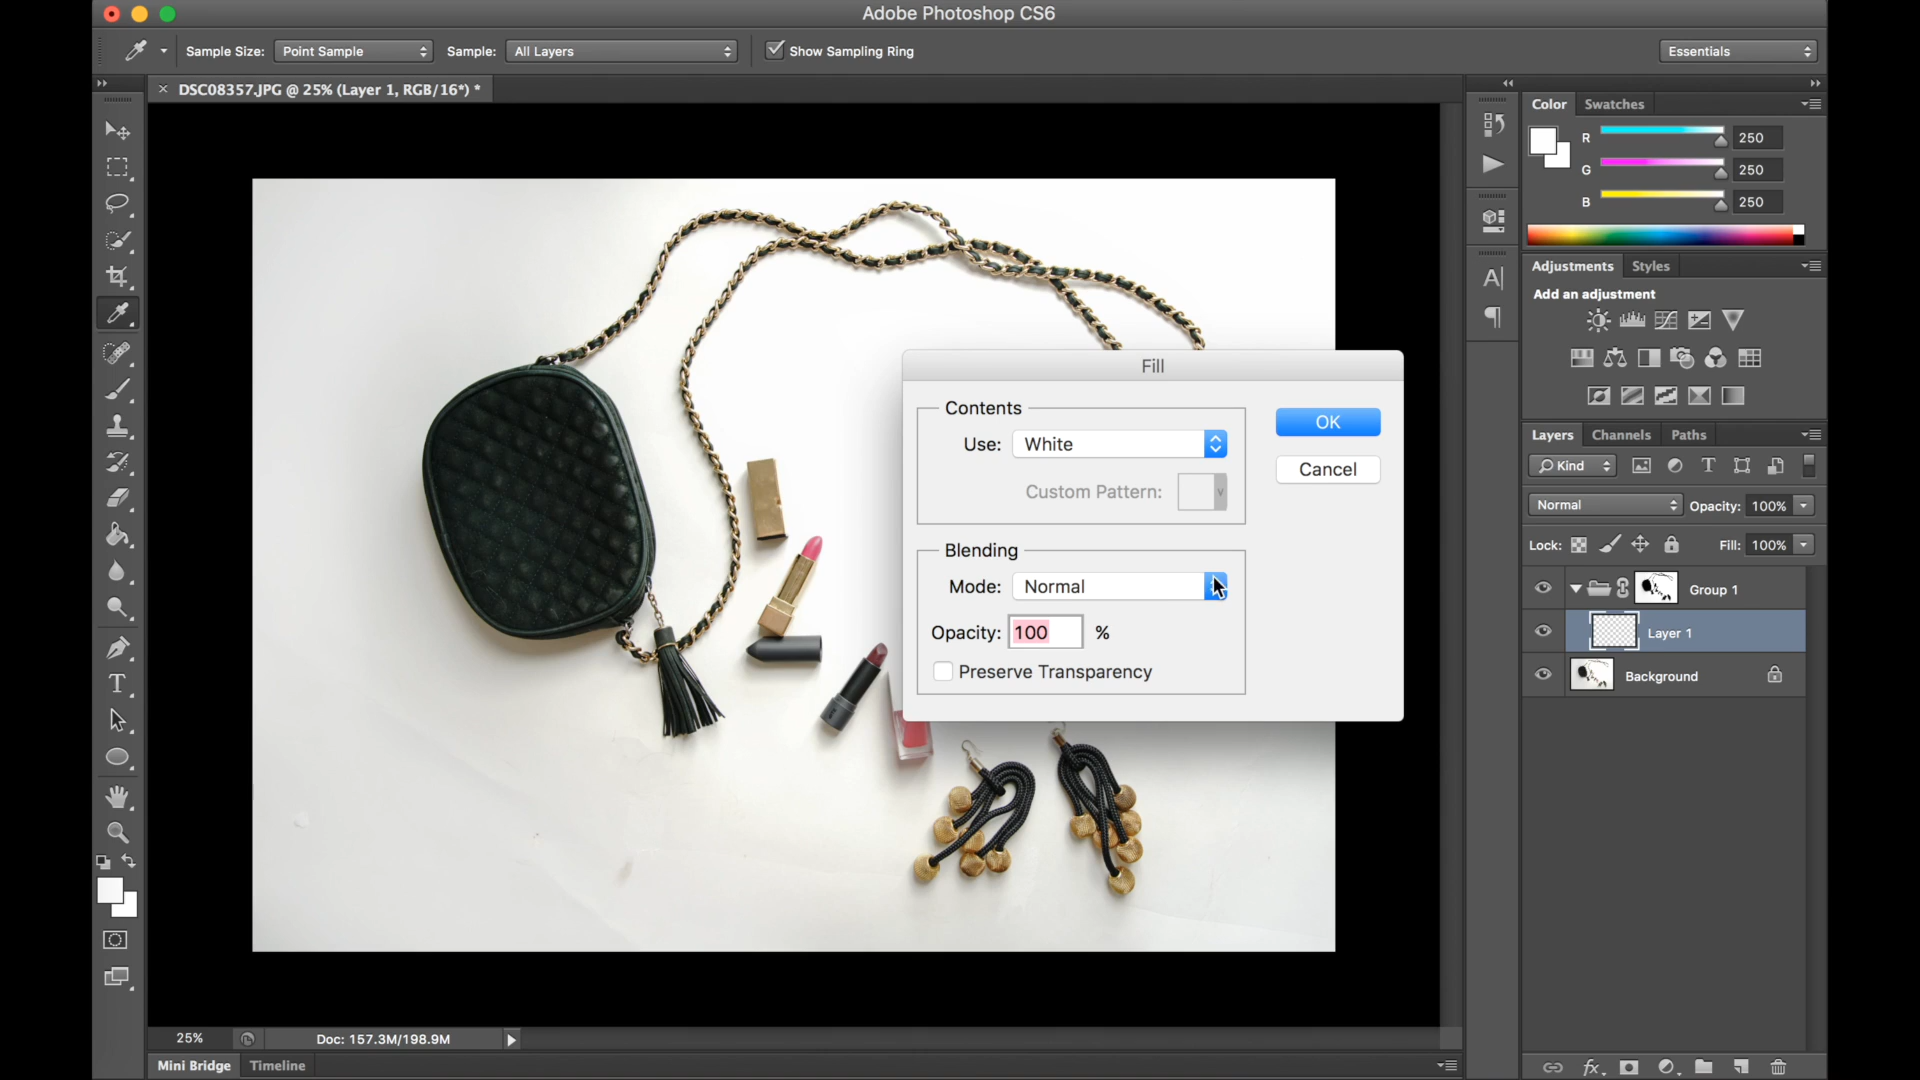 Adobe Photoshop CS6
Sample Size: Point Sample Sample: All Layers Show Sampling Ring Essentials
DSC08357.JPG @ 25% (Layer 1, RGB/16*) *
Color Swatches
R 250
G 250
B 250
Adjustments Styles
Add an adjustment
Fill
Contents
Use: White
Custom Pattern:
OK
Cancel
Blending
Mode: Normal
Opacity: 100 %
Preserve Transparency
Layers Channels Paths
Kind
Normal Opacity: 100%
Lock: Fill: 100%
Group 1
Layer 1
Background
25% Doc: 157.3M/198.9M
Mini Bridge Timeline